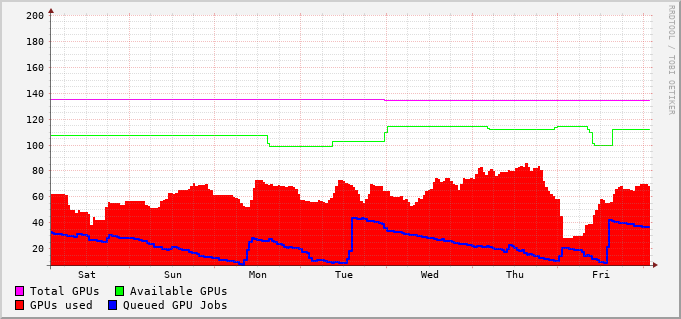 200
180
160
140
120
100
80
60
40
20
Sat Sun Mon Tue Wed Thu Fri
Total GPUs Available GPUs
GPUs used Queued GPU Jobs
RRDTOOL / TOBI OETIKER